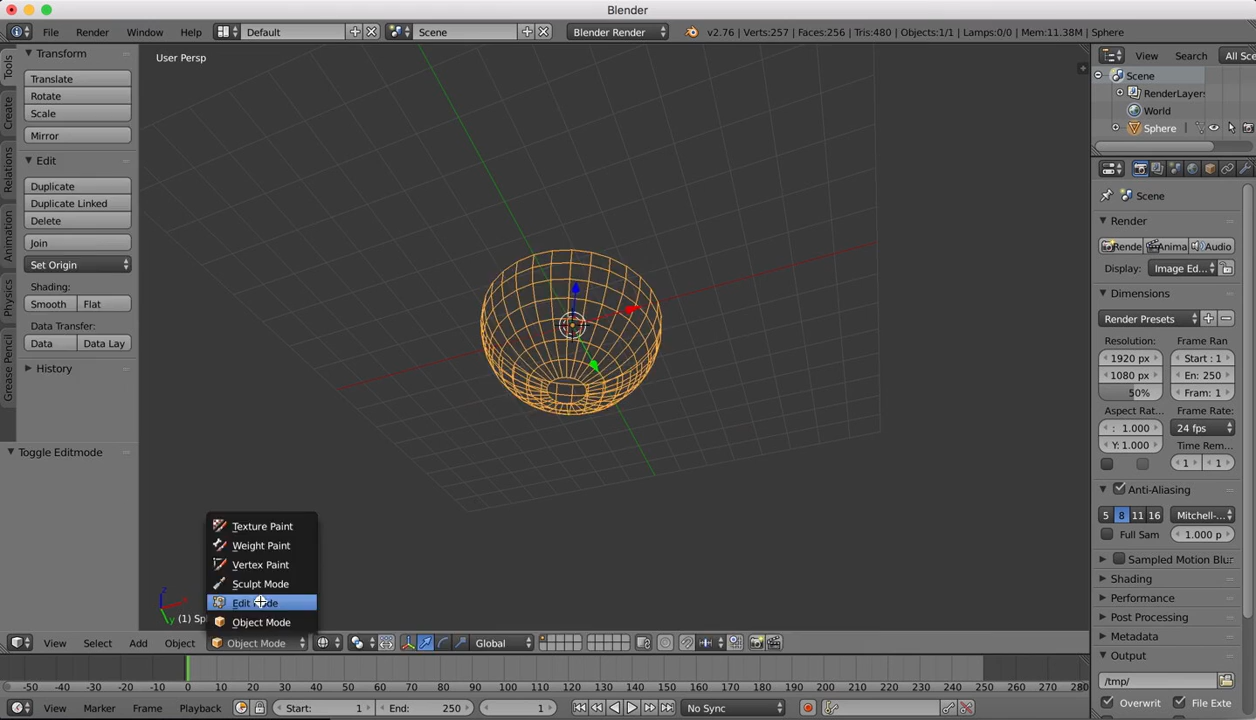 Blender
File Render Window Help Default Scene Blender Render v2.76 | Verts:257 | Faces:256 | Tris:480 | Objects:1/1 | Lamps:0/0 | Mem:11.38M | Sphere
Tools
Create
Relations
Animation
Physics
Grease Pencil
Transform
Translate
Rotate
Scale
Mirror
Edit
Duplicate
Duplicate Linked
Delete
Join
Set Origin
Shading:
Smooth Flat
Data Transfer:
Data Data Lay
History
Toggle Editmode
User Persp
z
y
(1) Sp
Texture Paint
Weight Paint
Vertex Paint
Sculpt Mode
Edit
Object Mode
View Select Add Object Object Mode Global
-50 -40 -30 -20 -10 0 10 20 30 40 50 60 70 80 90 100 110 120 130 140 150 160 170 180 190 200 210 220 230 240 250 260 270 280
View Marker Frame Playback Start: 1 End: 250 1 No Sync
View Search All Sce
Scene
RenderLayer
World
Sphere
Scene
Render
Rende Anima Audio
Display: Image Ed...
Dimensions
Render Presets
Resolution: Frame Ran
1920 px Start : 1
1080 px En: 250
50% Fram: 1
Aspect Rat... Frame Rate:
: 1.000 24 fps
Y: 1.000 Time Rem...
1 1
Anti-Aliasing
5 8 11 16 Mitchell-...
Full Sam 1.000 p
Sampled Motion Blu
Shading
Performance
Post Processing
Metadata
Output
/tmp/
Overwrit File Exte